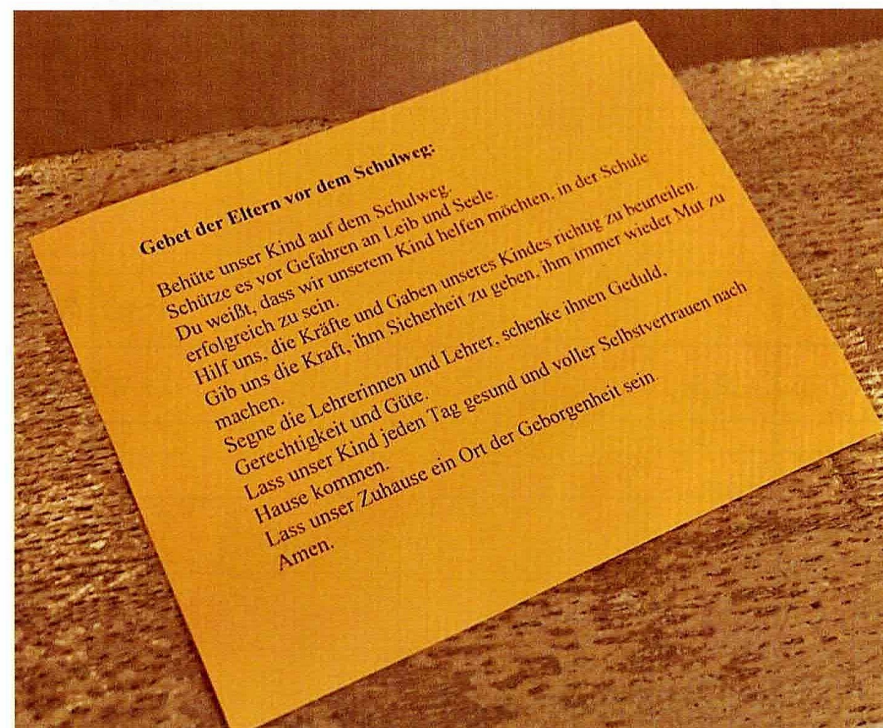 Gebet der Eltern vor dem Schulweg:
Behüte unser Kind auf dem Schulweg.
Schütze es vor Gefahren an Leib und Seele.
Du weißt, dass wir unserem Kind helfen möchten, in der Schule
erfolgreich zu sein.
Hilf uns, die Kräfte und Gaben unseres Kindes richtig zu beurteilen.
Gib uns die Kraft, ihm Sicherheit zu geben, ihm immer wieder Mut zu
machen.
Segne die Lehrerinnen und Lehrer, schenke ihnen Geduld,
Gerechtigkeit und Güte.
Lass unser Kind jeden Tag gesund und voller Selbstvertrauen nach
Hause kommen.
Lass unser Zuhause ein Ort der Geborgenheit sein.
Amen.